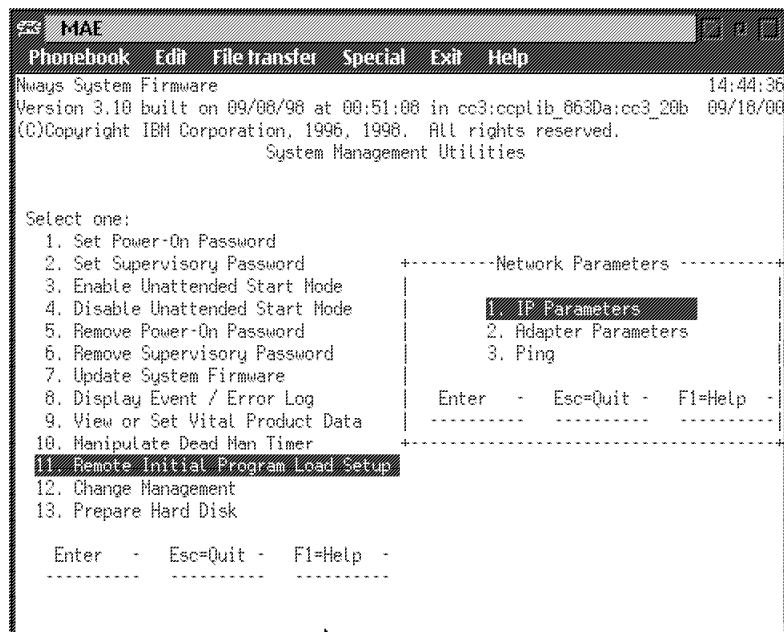 MAE
Phonebook Edit File transfer Special Exit Help
Nways System Firmware 14:44:36
Version 3.10 built on 09/08/98 at 00:51:08 in cc3:ccplib_863Da:cc3_20b 09/18/00
(C)Copyright IBM Corporation, 1996, 1998. All rights reserved.
System Management Utilities
Select one:
1. Set Power-On Password
2. Set Supervisory Password
3. Enable Unattended Start Mode
4. Disable Unattended Start Mode
5. Remove Power-On Password
6. Remove Supervisory Password
7. Update System Firmware
8. Display Event / Error Log
9. View or Set Vital Product Data
10. Manipulate Dead Man Timer
11. Remote Initial Program Load Setup
12. Change Management
13. Prepare Hard Disk
Enter - Esc=Quit - F1=Help -
Network Parameters
1. IP Parameters
2. Adapter Parameters
3. Ping
Enter - Esc=Quit - F1=Help -